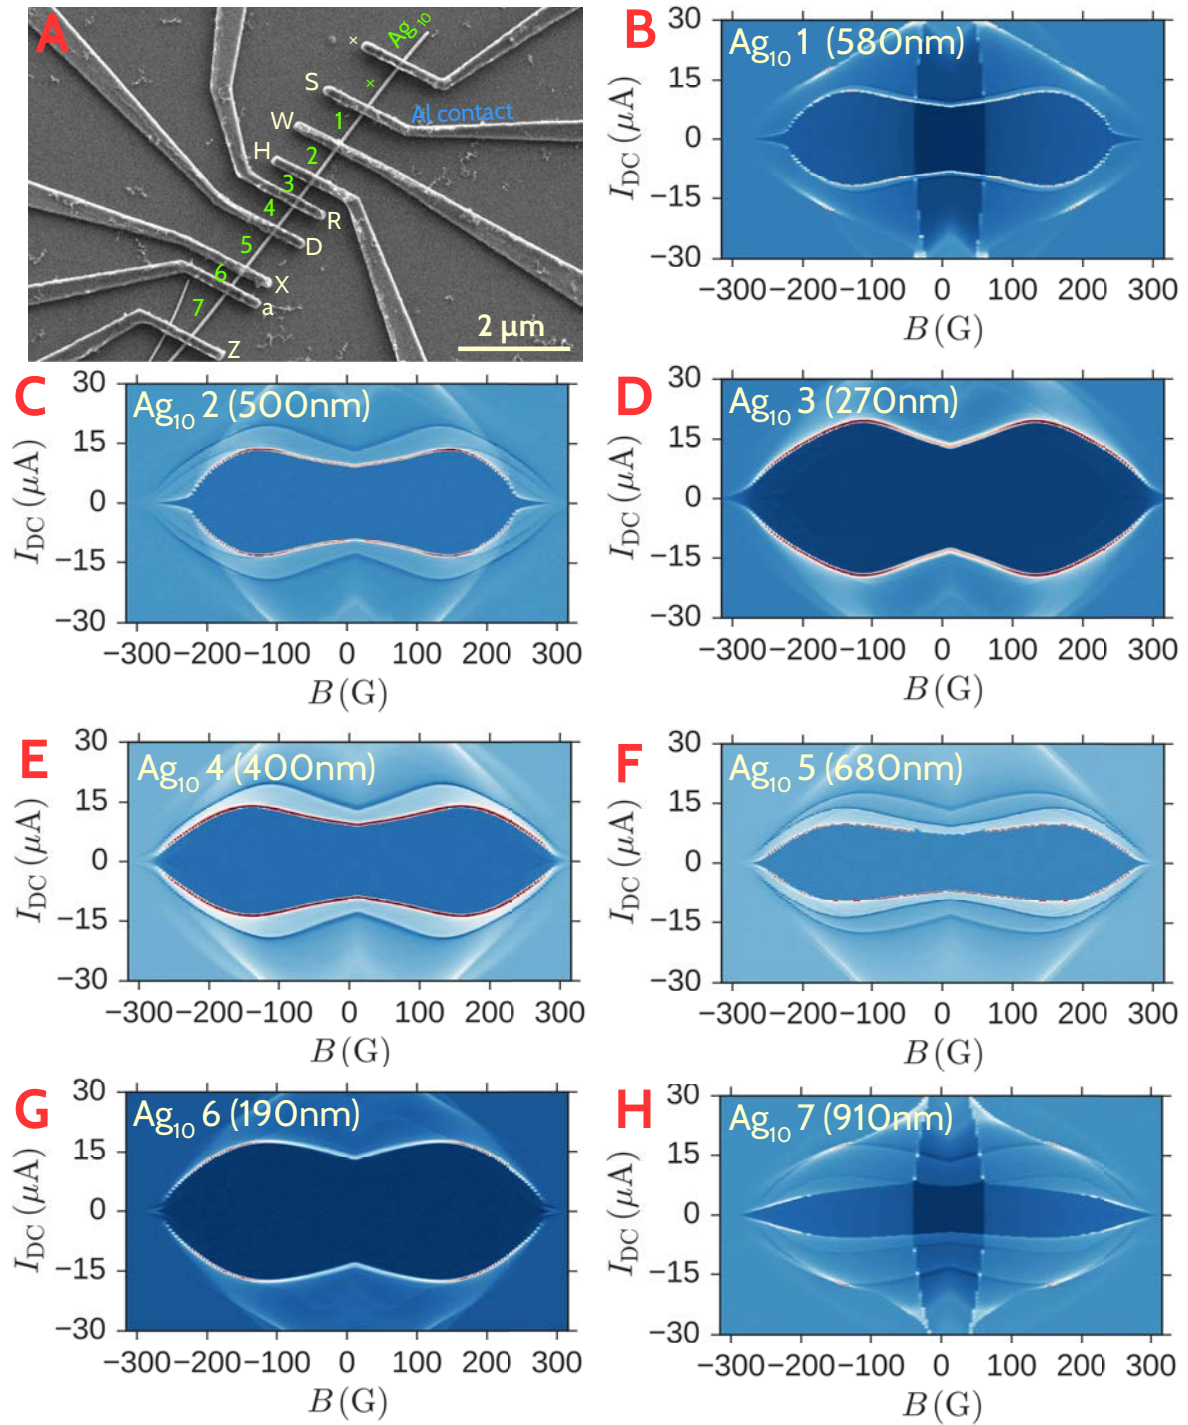 A
Ag10
×
×
S
Al contact
1
W
2
H
3
4
R
5
D
6
X
7
a
Z
2 µm
B
Ag10 1 (580nm)
30
15
0
−15
−30
IDC (µA)
−300 −200 −100 0 100 200 300
B (G)
C
Ag10 2 (500nm)
30
15
0
−15
−30
IDC (µA)
−300 −200 −100 0 100 200 300
B (G)
D
Ag10 3 (270nm)
30
15
0
−15
−30
IDC (µA)
−300 −200 −100 0 100 200 300
B (G)
E
Ag10 4 (400nm)
30
15
0
−15
−30
IDC (µA)
−300 −200 −100 0 100 200 300
B (G)
F
Ag10 5 (680nm)
30
15
0
−15
−30
IDC (µA)
−300 −200 −100 0 100 200 300
B (G)
G
Ag10 6 (190nm)
30
15
0
−15
−30
IDC (µA)
−300 −200 −100 0 100 200 300
B (G)
H
Ag10 7 (910nm)
30
15
0
−15
−30
IDC (µA)
−300 −200 −100 0 100 200 300
B (G)